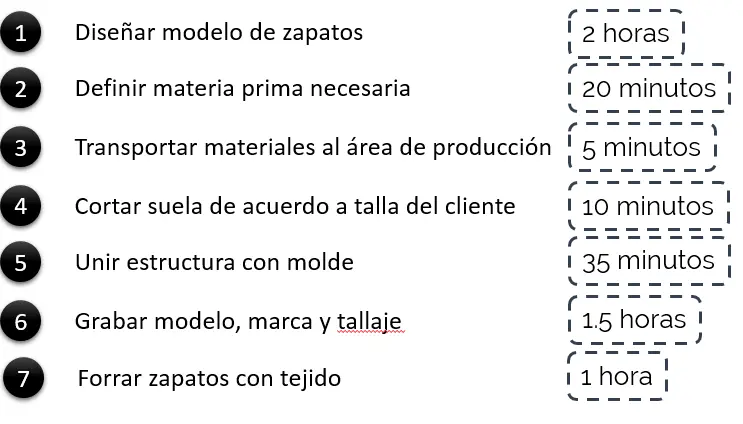 1 Diseñar modelo de zapatos 2 horas
2 Definir materia prima necesaria 20 minutos
3 Transportar materiales al área de producción 5 minutos
4 Cortar suela de acuerdo a talla del cliente 10 minutos
5 Unir estructura con molde 35 minutos
6 Grabar modelo, marca y tallaje 1.5 horas
7 Forrar zapatos con tejido 1 hora